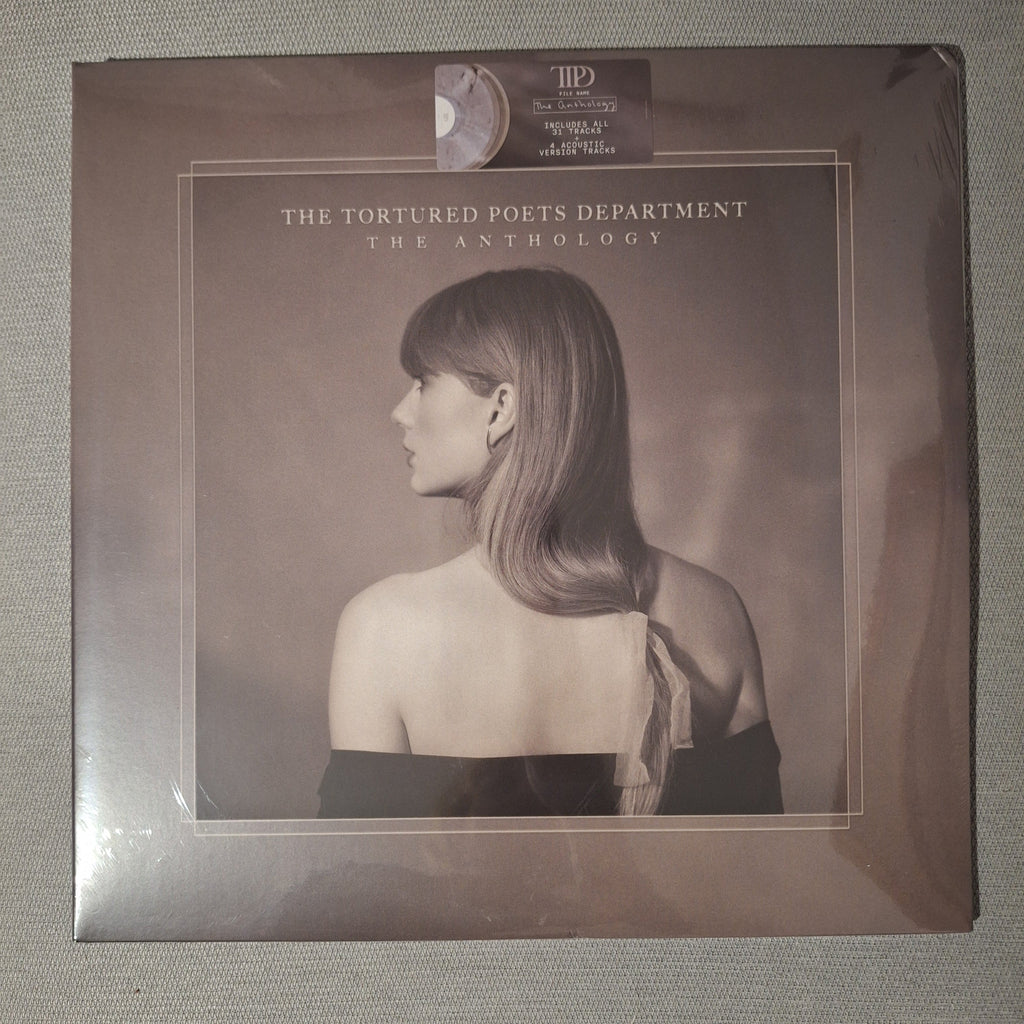 TTPD
FILE NAME
The Anthology
INCLUDES ALL
31 TRACKS
+
4 ACOUSTIC
VERSION TRACKS
THE TORTURED POETS DEPARTMENT
THE ANTHOLOGY